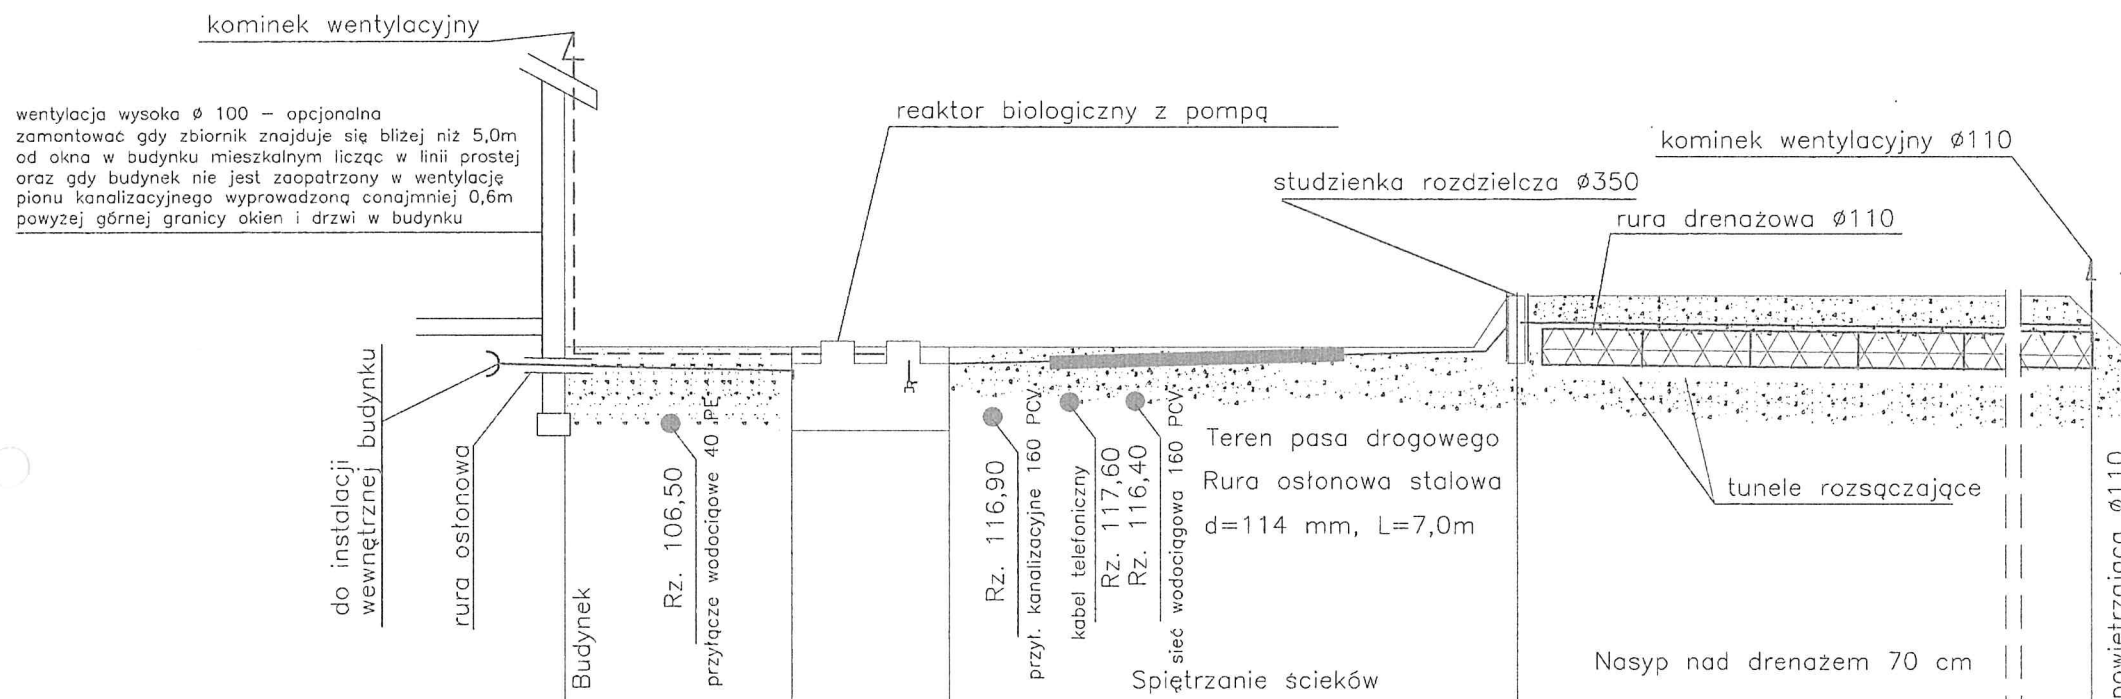 kominek wentylacyjny
wentylacja wysoka ø 100 – opcjonalna
zamontować gdy zbiornik znajduje się bliżej niż 5,0m
od okna w budynku mieszkalnym licząc w linii prostej
oraz gdy budynek nie jest zaopatrzony w wentylację
pionu kanalizacyjnego wyprowadzoną conajmniej 0,6m
powyżej górnej granicy okien i drzwi w budynku
reaktor biologiczny z pompą
kominek wentylacyjny ø110
studzienka rozdzielcza ø350
rura drenażowa ø110
do instalacji
wewnętrznej budynku
rura osłonowa
Budynek
Rz. 106,50
przyłącze wodociągowe 40 PE
Rz. 116,90
przył. kanalizacyjne 160 PCV
kabel telefoniczny
Rz. 117,60
Rz. 116,40
sieć wodociągowa 160 PCV
Teren pasa drogowego
Rura osłonowa stalowa
d=114 mm, L=7,0m
tunele rozsączające
Spiętrzanie ścieków
Nasyp nad drenażem 70 cm
ø110